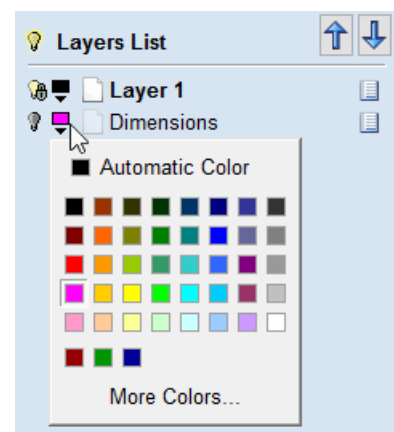 Layers List
Layer 1
Dimensions
Automatic Color
More Colors...